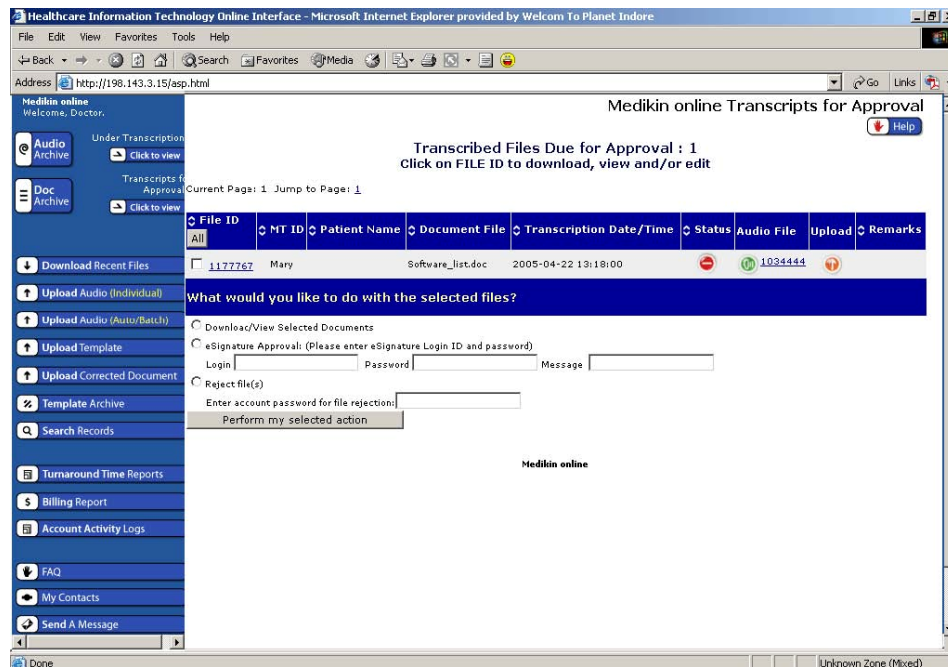 Healthcare Information Technology Online Interface - Microsoft Internet Explorer provided by Welcom To Planet Indore
File Edit View Favorites Tools Help
Back Search Favorites Media
Address http://198.143.3.15/asp.html Go Links
Medikin online
Welcome, Doctor.
Audio Archive
Under Transcription
Click to view
Doc Archive
Transcripts f
Approval
Click to view
Download Recent Files
Upload Audio (Individual)
Upload Audio (Auto/Batch)
Upload Template
Upload Corrected Document
Template Archive
Search Records
Turnaround Time Reports
$ Billing Report
Account Activity Logs
FAQ
My Contacts
Send A Message
Medikin online Transcripts for Approval
Help
Transcribed Files Due for Approval : 1
Click on FILE ID to download, view and/or edit
Current Page: 1 Jump to Page: 1
File ID All MT ID Patient Name Document File Transcription Date/Time Status Audio File Upload Remarks
1177767 Mary Software_list.doc 2005-04-22 13:18:00 1034444
What would you like to do with the selected files?
Download/View Selected Documents
eSignature Approval: (Please enter eSignature Login ID and password)
Login Password Message
Reject file(s)
Enter account password for file rejection:
Perform my selected action
Medikin online
Done Unknown Zone (Mixed)